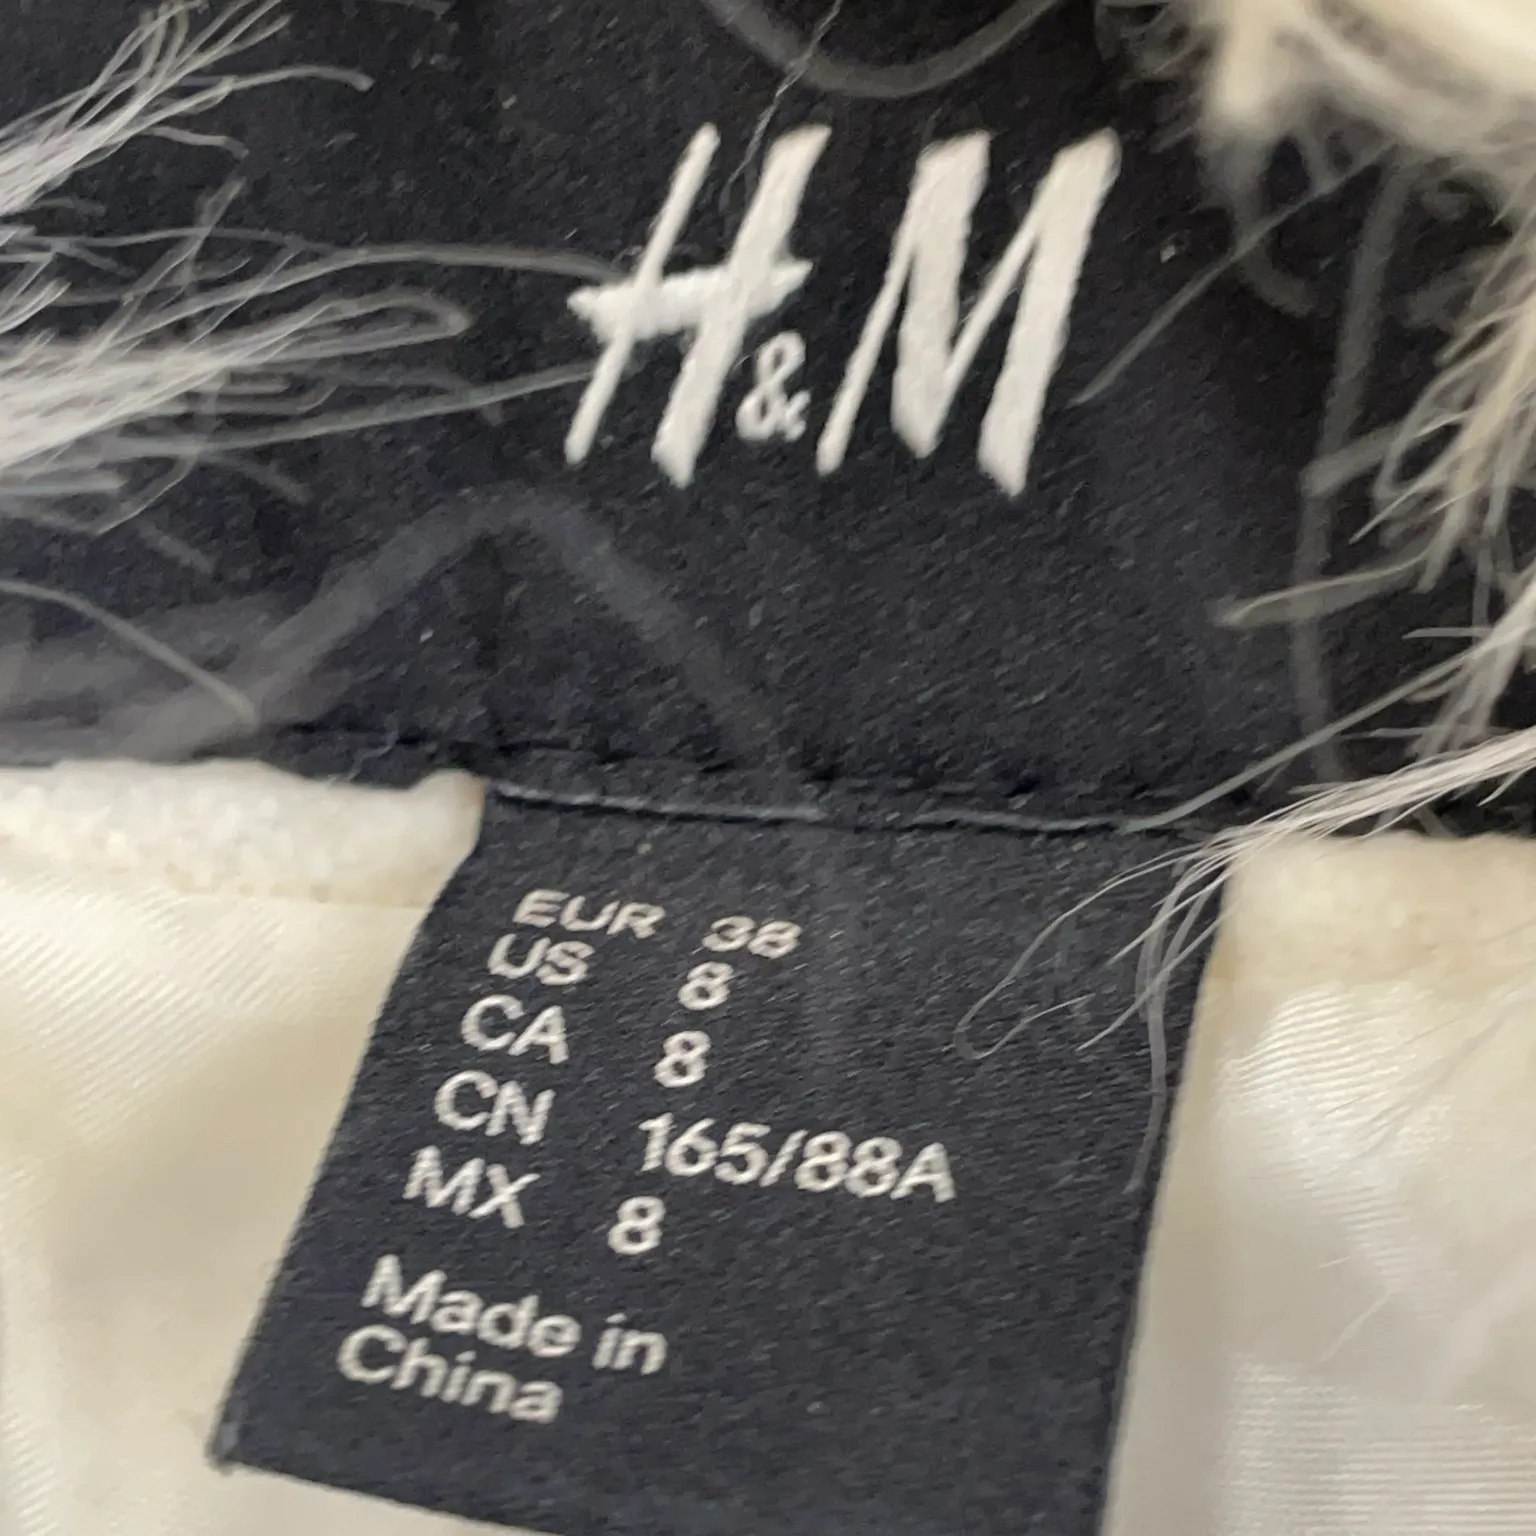 H&M
EUR 38
US 8
CA 8
CN 165/88A
MX 8
Made in
China